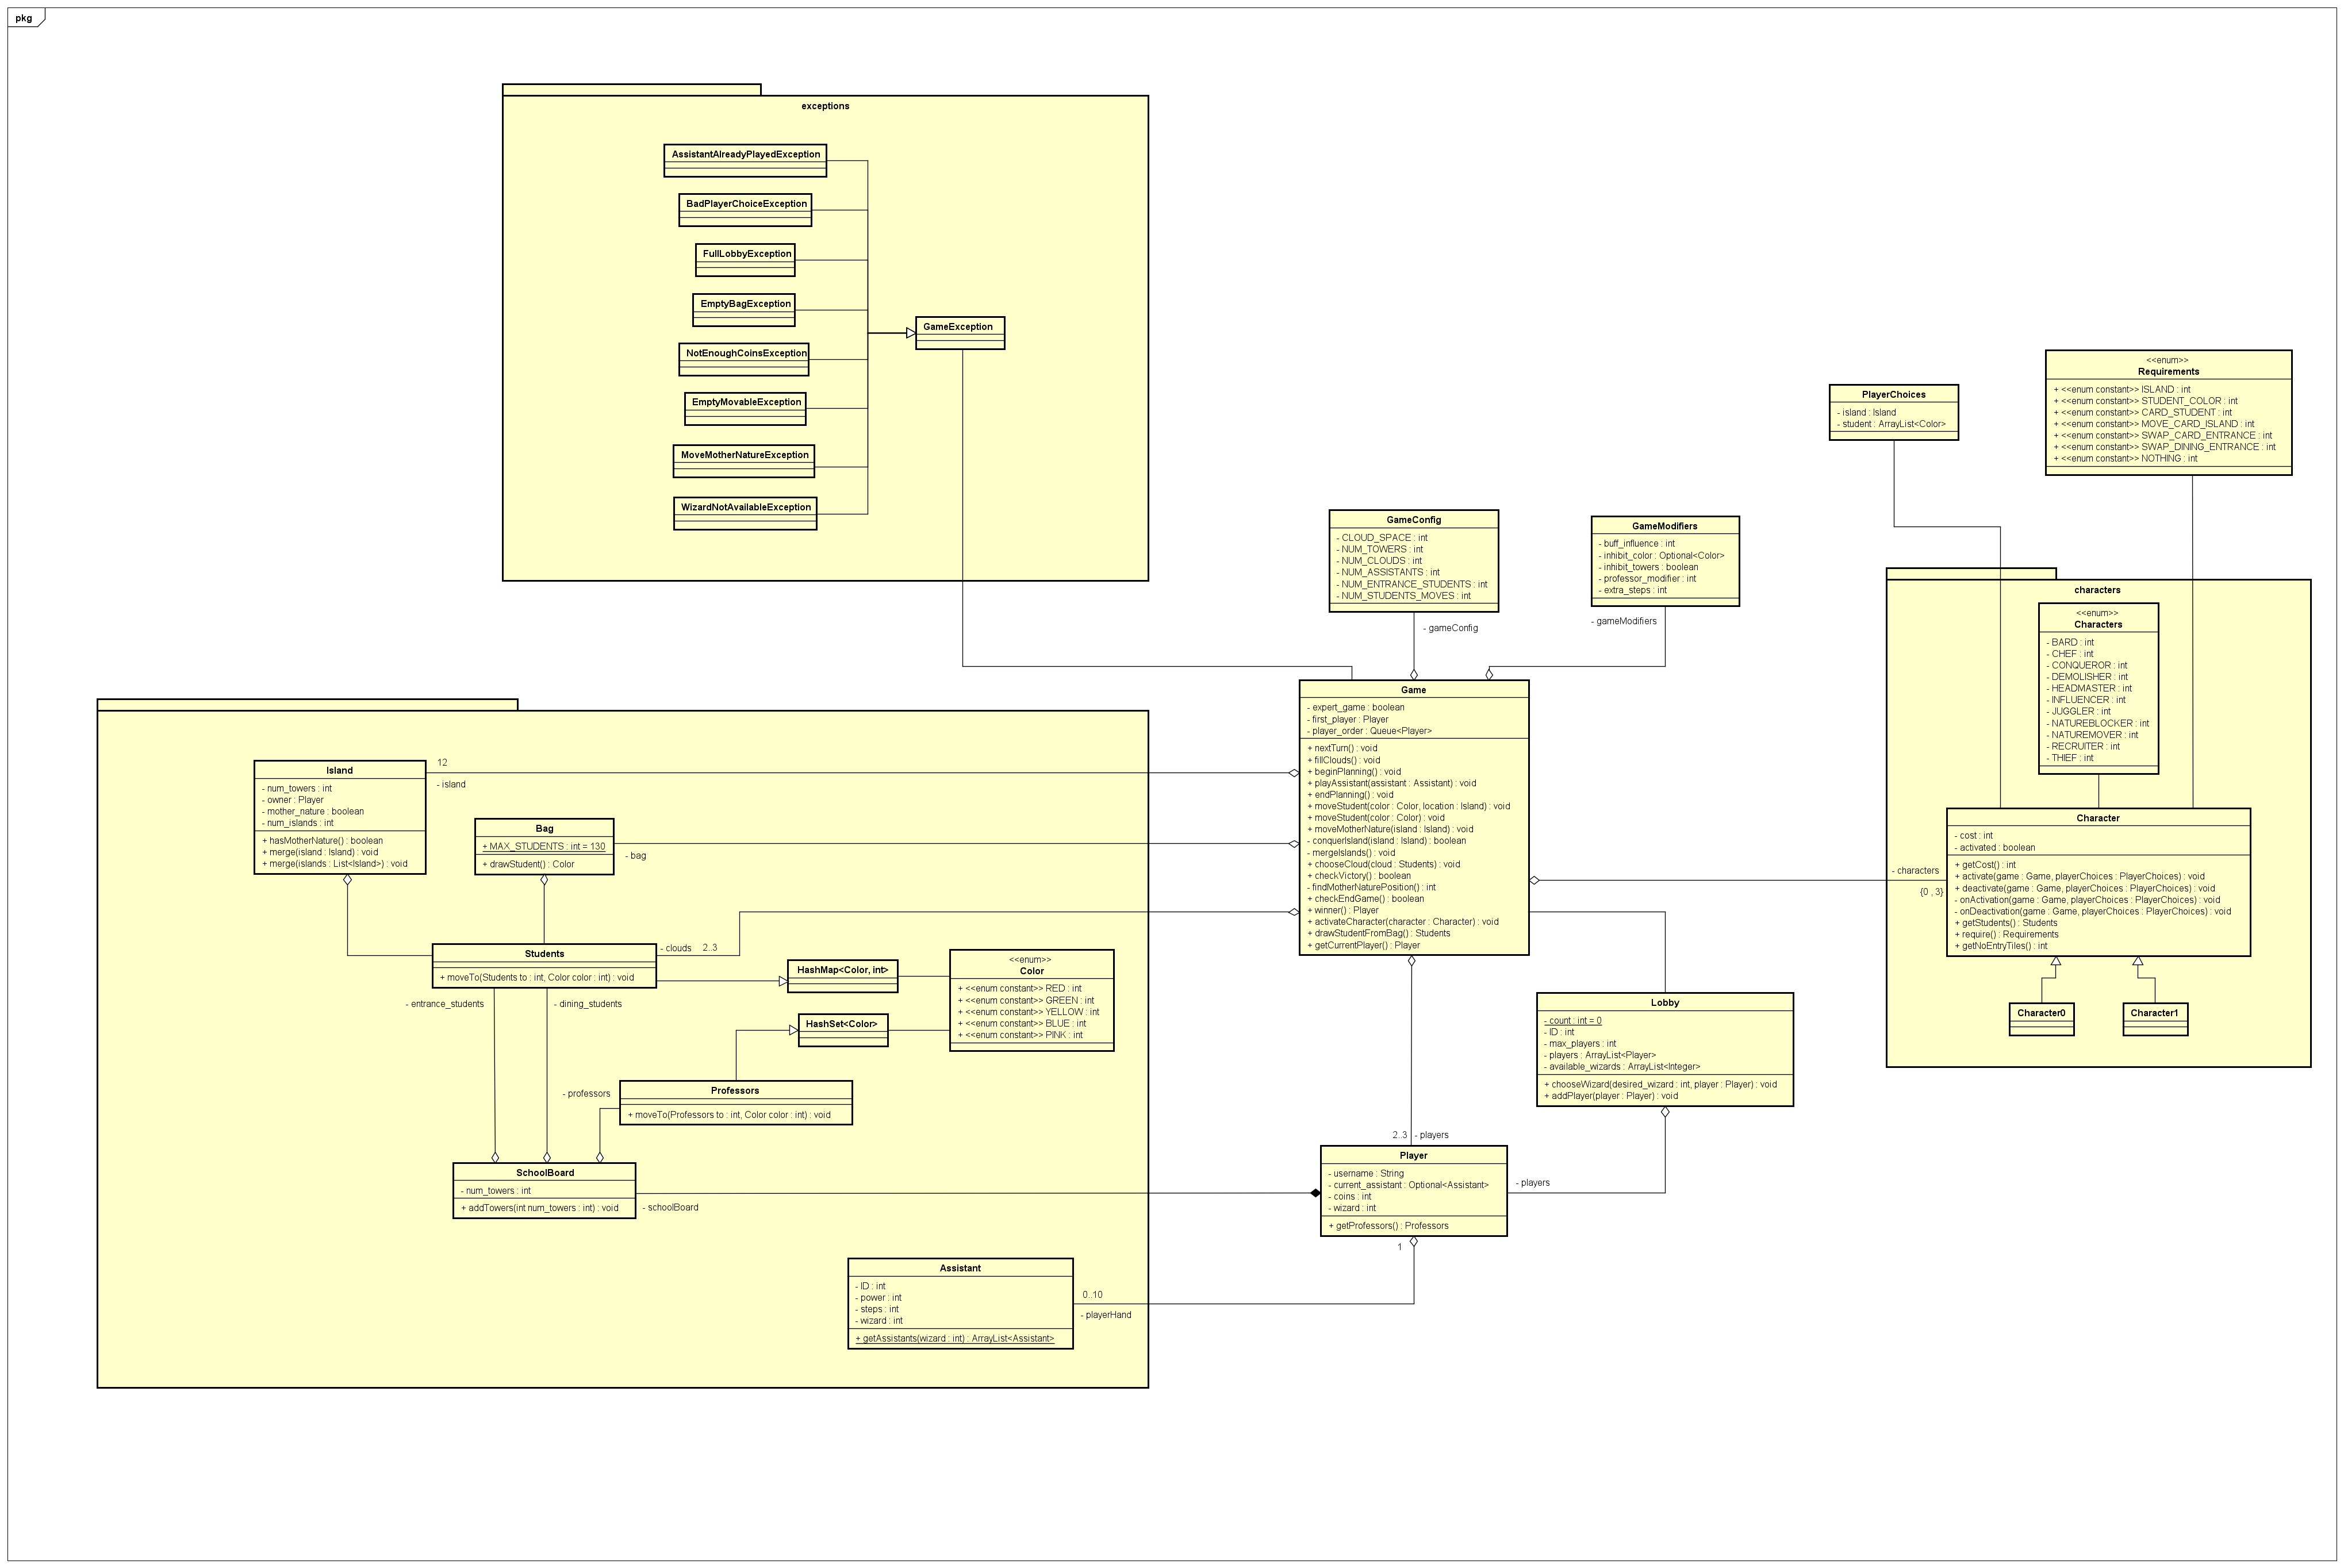 pkg
exceptions
AssistantAlreadyPlayedException
BadPlayerChoiceException
FullLobbyException
EmptyBagException
GameException
NotEnoughCoinsException
EmptyMovableException
MoveMotherNatureException
WizardNotAvailableException
<<enum>>
Requirements
+ <<enum constant>> ISLAND : int
+ <<enum constant>> STUDENT_COLOR : int
+ <<enum constant>> CARD_STUDENT : int
+ <<enum constant>> MOVE_CARD_ISLAND : int
+ <<enum constant>> SWAP_CARD_ENTRANCE : int
+ <<enum constant>> SWAP_DINING_ENTRANCE : int
+ <<enum constant>> NOTHING : int
PlayerChoices
- island : Island
- student : ArrayList<Color>
GameConfig
- CLOUD_SPACE : int
- NUM_TOWERS : int
- NUM_CLOUDS : int
- NUM_ASSISTANTS : int
- NUM_ENTRANCE_STUDENTS : int
- NUM_STUDENTS_MOVES : int
- gameConfig
GameModifiers
- buff_influence : int
- inhibit_color : Optional<Color>
- inhibit_towers : boolean
- professor_modifier : int
- extra_steps : int
- gameModifiers
characters
<<enum>>
Characters
- BARD : int
- CHEF : int
- CONQUEROR : int
- DEMOLISHER : int
- HEADMASTER : int
- INFLUENCER : int
- JUGGLER : int
- NATUREBLOCKER : int
- NATUREMOVER : int
- RECRUITER : int
- THIEF : int
Game
- expert_game : boolean
- first_player : Player
- player_order : Queue<Player>
+ nextTurn() : void
+ fillClouds() : void
+ beginPlanning() : void
+ playAssistant(assistant : Assistant) : void
+ endPlanning() : void
+ moveStudent(color : Color, location : Island) : void
+ moveStudent(color : Color) : void
+ moveMotherNature(island : Island) : void
- conquerIsland(island : Island) : boolean
- mergeIslands() : void
+ chooseCloud(cloud : Students) : void
+ checkVictory() : boolean
- findMotherNaturePosition() : int
+ checkEndGame() : boolean
+ winner() : Player
+ activateCharacter(character : Character) : void
+ drawStudentFromBag() : Students
+ getCurrentPlayer() : Player
Character
- cost : int
- activated : boolean
+ getCost() : int
+ activate(game : Game, playerChoices : PlayerChoices) : void
+ deactivate(game : Game, playerChoices : PlayerChoices) : void
- onActivation(game : Game, playerChoices : PlayerChoices) : void
- onDeactivation(game : Game, playerChoices : PlayerChoices) : void
+ getStudents() : Students
+ require() : Requirements
+ getNoEntryTiles() : int
- characters
{0 , 3}
Character0
Character1
Island
- num_towers : int
- owner : Player
- mother_nature : boolean
- num_islands : int
+ hasMotherNature() : boolean
+ merge(island : Island) : void
+ merge(islands : List<Island>) : void
12
- island
Bag
+ MAX_STUDENTS : int = 130
+ drawStudent() : Color
- bag
Students
+ moveTo(Students to : int, Color color : int) : void
- clouds
2..3
HashMap<Color, int>
HashSet<Color>
<<enum>>
Color
+ <<enum constant>> RED : int
+ <<enum constant>> GREEN : int
+ <<enum constant>> YELLOW : int
+ <<enum constant>> BLUE : int
+ <<enum constant>> PINK : int
- entrance_students
- dining_students
Professors
+ moveTo(Professors to : int, Color color : int) : void
- professors
SchoolBoard
- num_towers : int
+ addTowers(int num_towers : int) : void
- schoolBoard
Lobby
- count : int = 0
- ID : int
- max_players : int
- players : ArrayList<Player>
- available_wizards : ArrayList<Integer>
+ chooseWizard(desired_wizard : int, player : Player) : void
+ addPlayer(player : Player) : void
2..3
- players
Player
- username : String
- current_assistant : Optional<Assistant>
- coins : int
- wizard : int
+ getProfessors() : Professors
- players
1
Assistant
- ID : int
- power : int
- steps : int
- wizard : int
+ getAssistants(wizard : int) : ArrayList<Assistant>
0..10
- playerHand